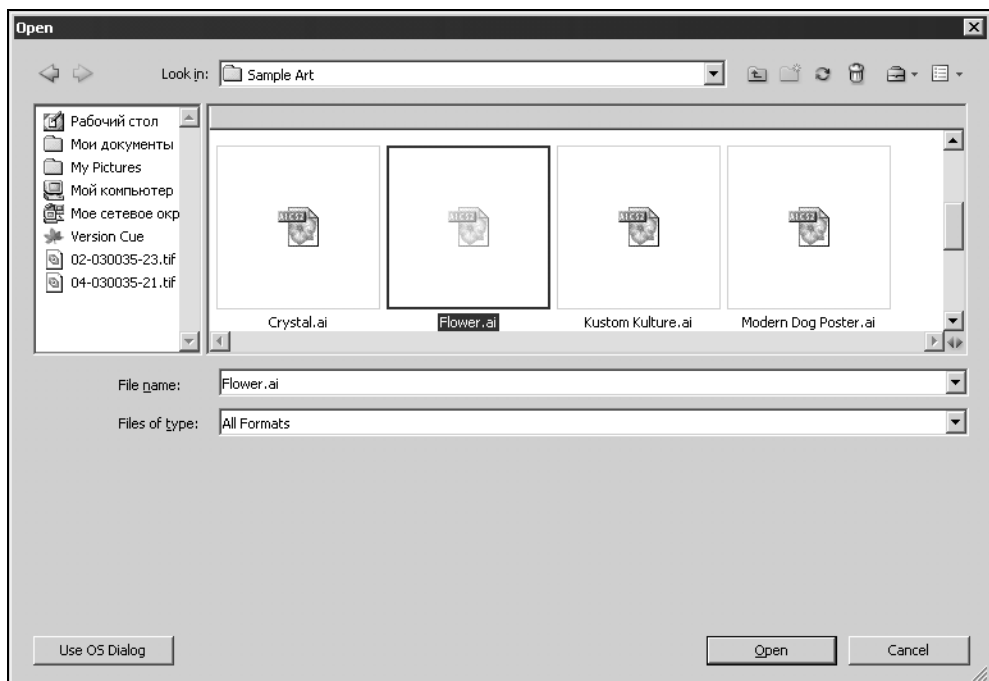 Open
Look in: Sample Art
Рабочий стол
Мои документы
My Pictures
Мой компьютер
Мое сетевое окр
Version Cue
02-030035-23.tif
04-030035-21.tif
Crystal.ai
Flower.ai
Kustom Kulture.ai
Modern Dog Poster.ai
File name: Flower.ai
Files of type: All Formats
Use OS Dialog
Open
Cancel